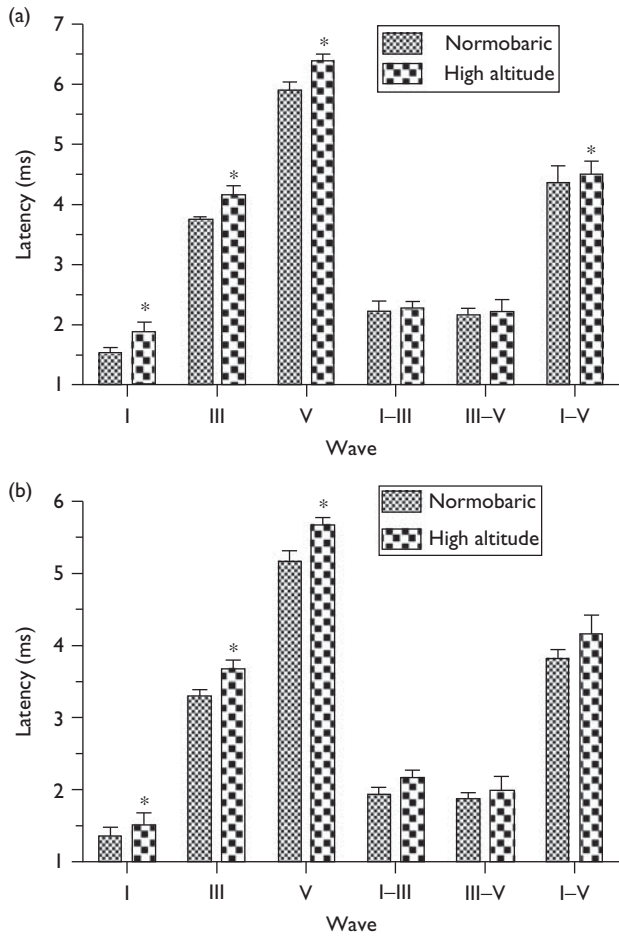 (a)
7
6
5
4
3
2
1
Latency (ms)
Normobaric
High altitude
*
*
*
*
I
III
V
I–III
III–V
I–V
Wave
(b)
6
5
4
3
2
1
Latency (ms)
Normobaric
High altitude
*
*
*
I
III
V
I–III
III–V
I–V
Wave